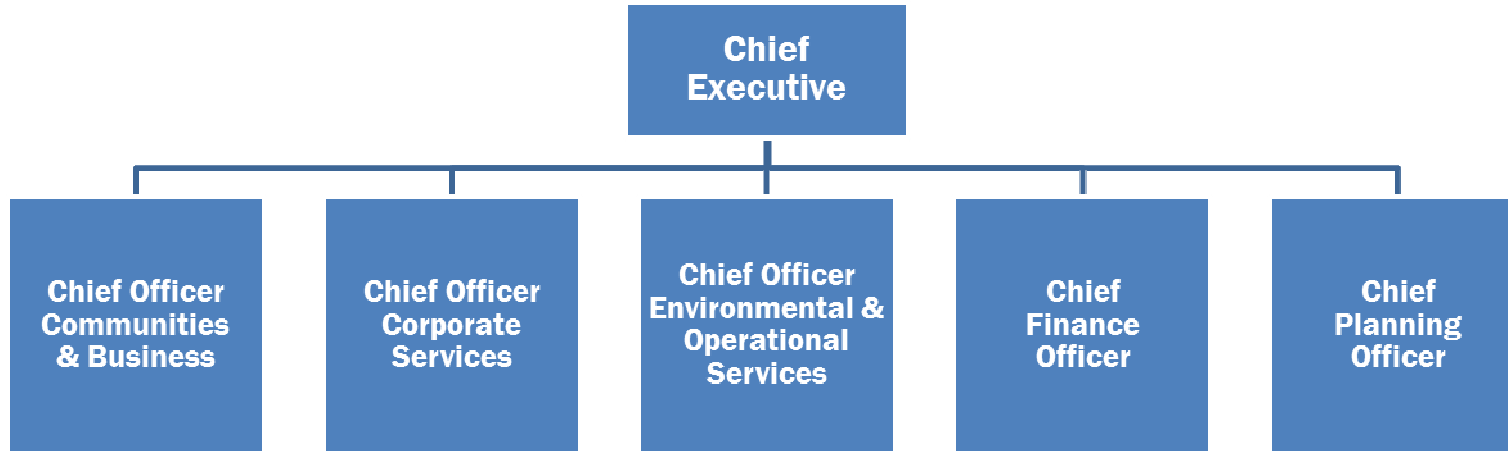 Chief
Executive
Chief Officer
Communities
& Business
Chief Officer
Corporate
Services
Chief Officer
Environmental &
Operational
Services
Chief
Finance
Officer
Chief
Planning
Officer